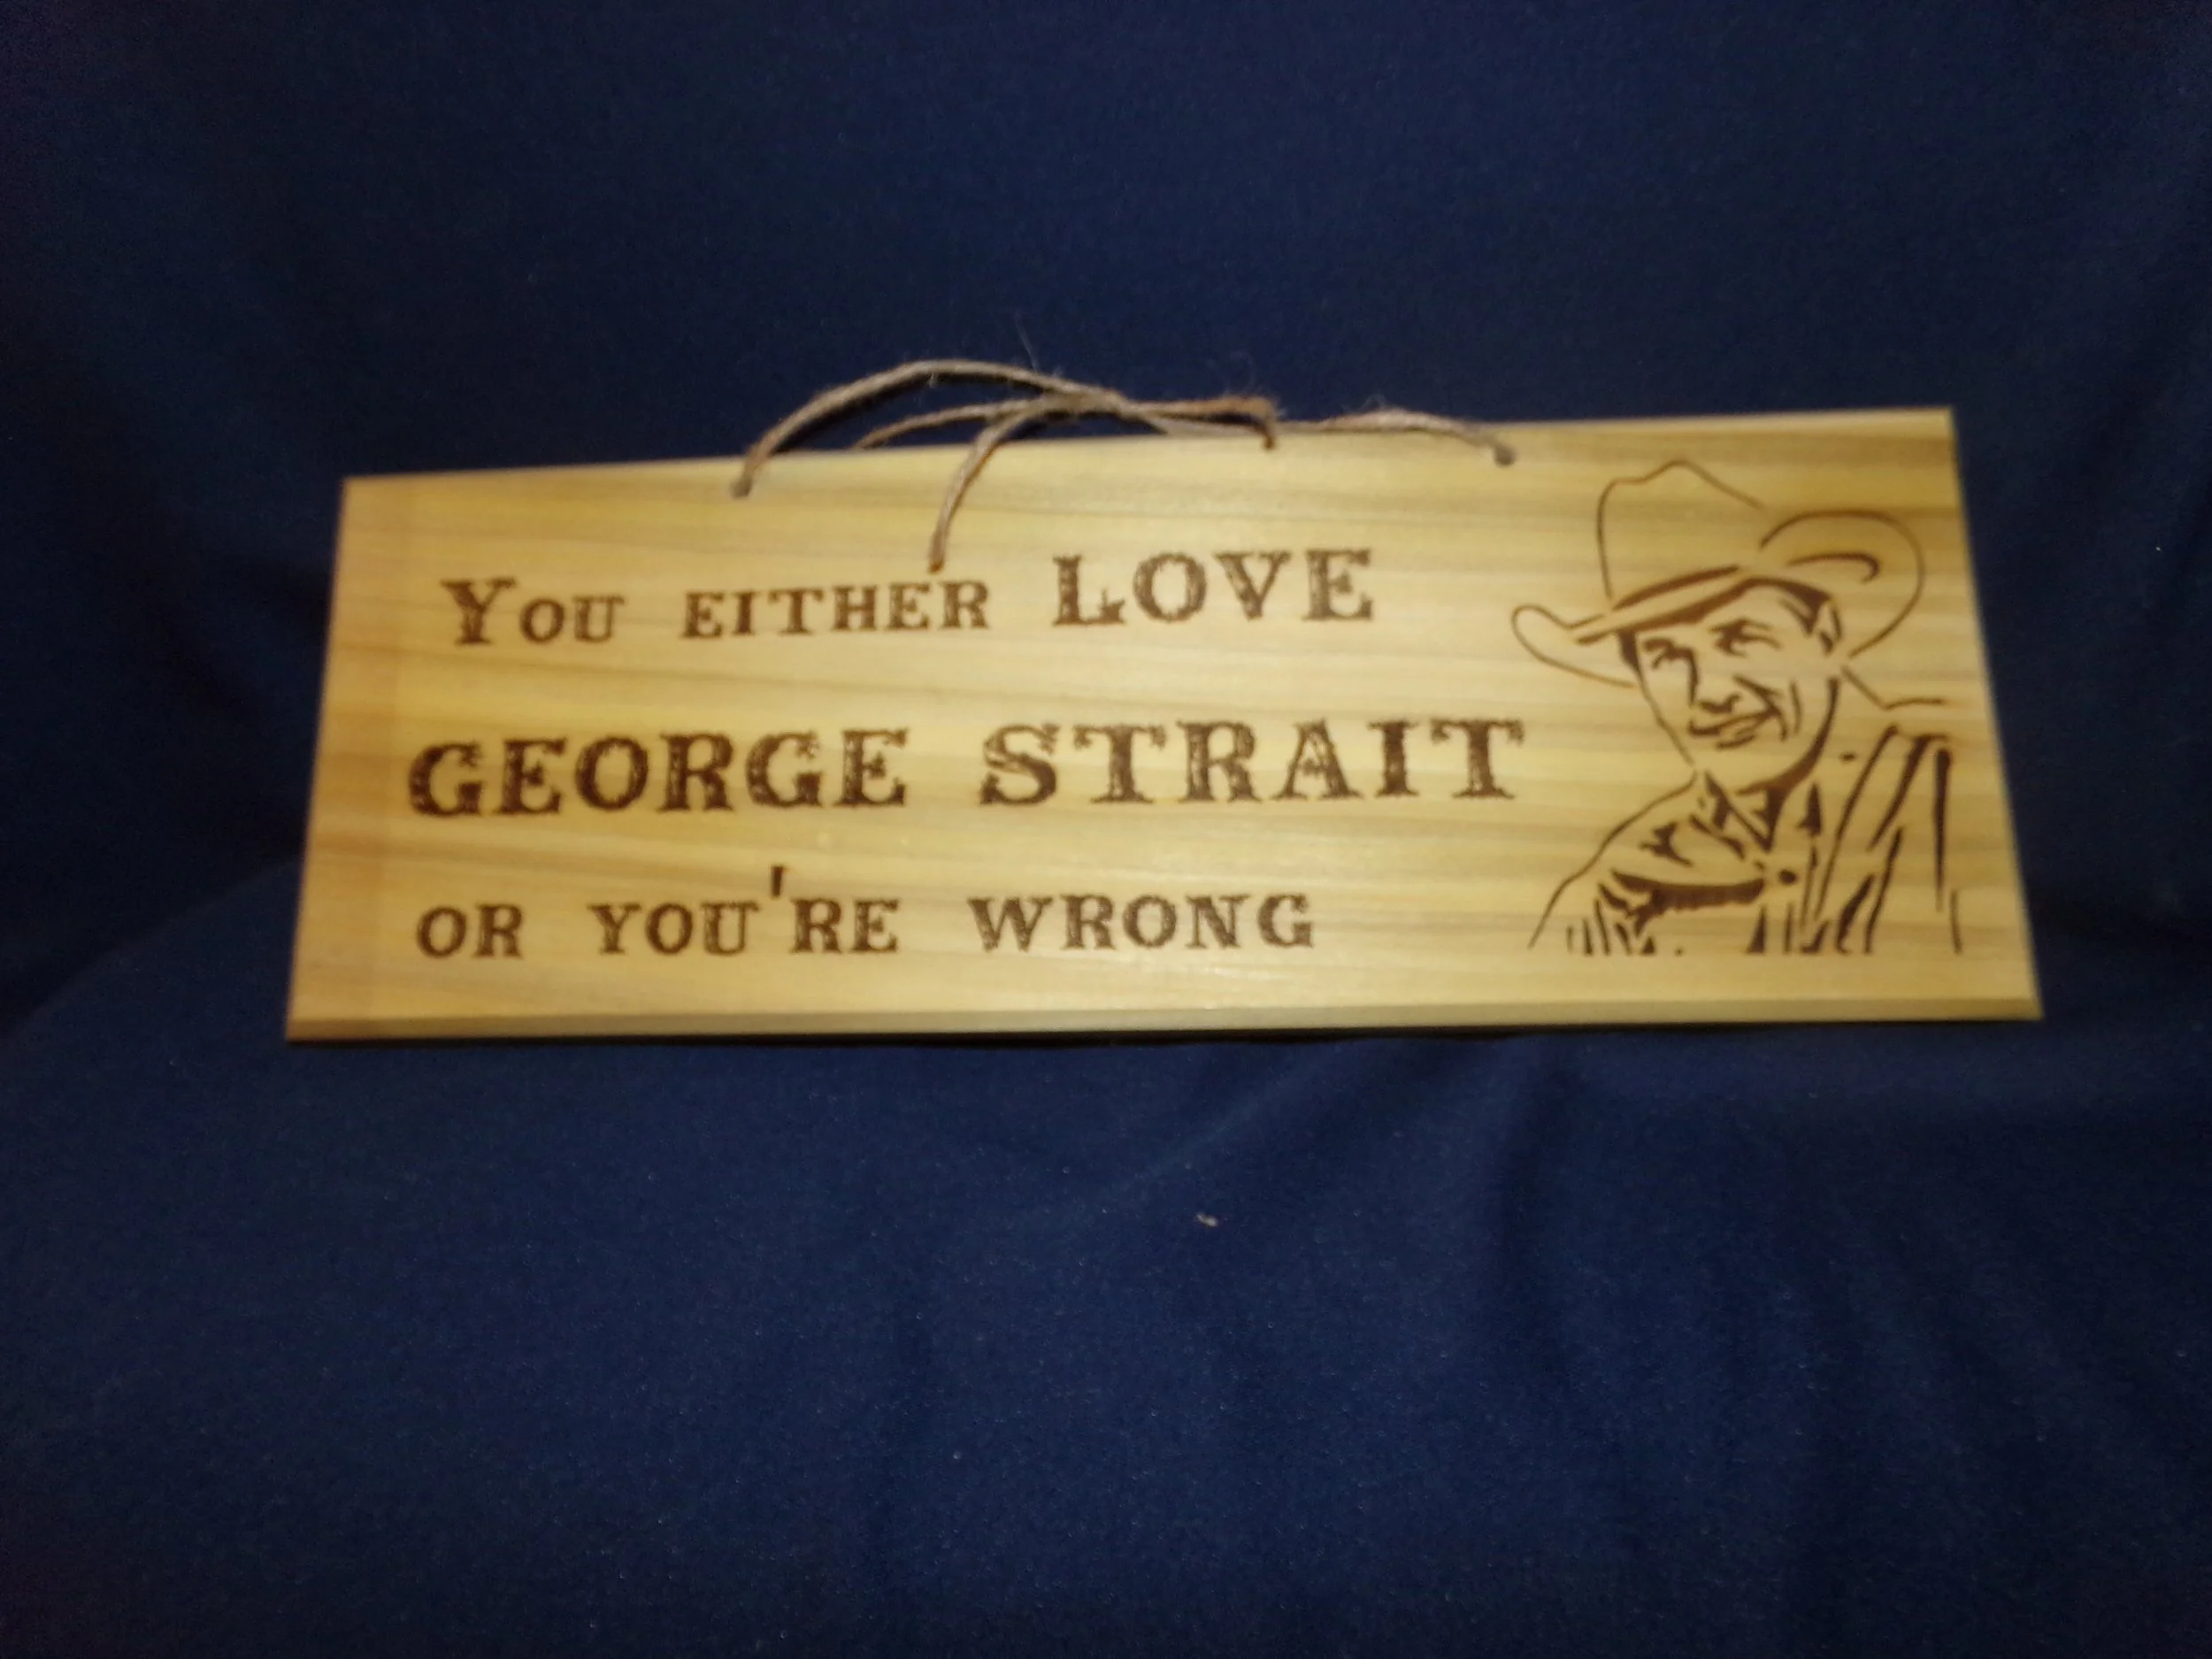 You either LOVE
GEORGE STRAIT
or you're wrong